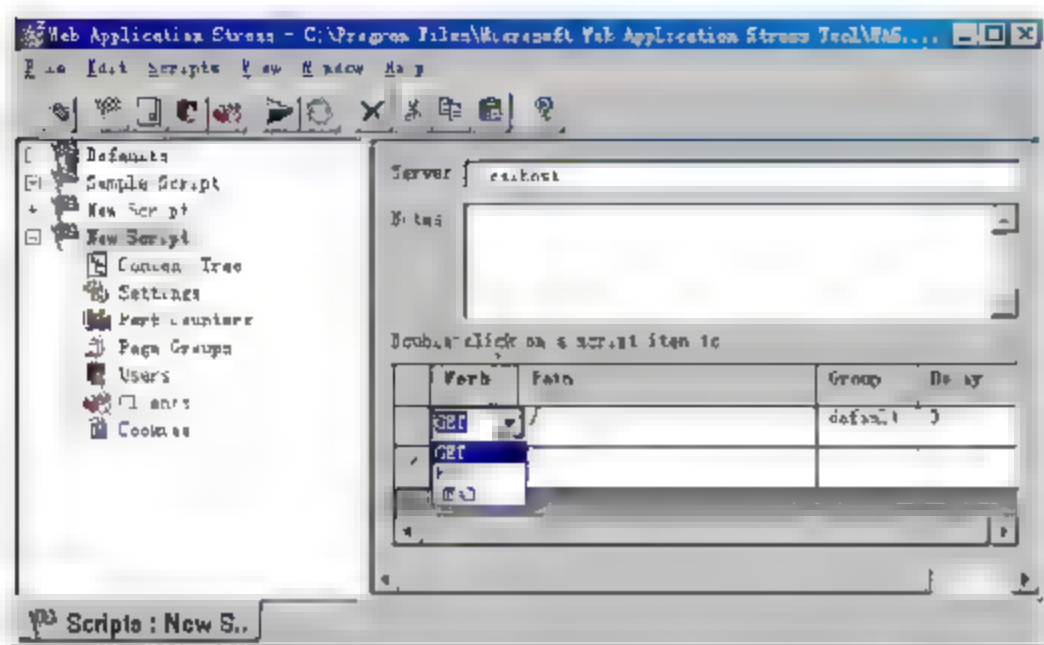 Web Application Stress - C:\Program Files\Microsoft Web Application Stress Tool\WAS....
File Edit Scripts View Window Help
Defaults
Sample Script
New Script
New Script
Content Tree
Settings
Perf Counters
Page Groups
Users
Clients
Cookies
Server
Notes
Double-click on a script item to
Verb Path Group Delay
GET / default 0
GET
Scripts : New S..